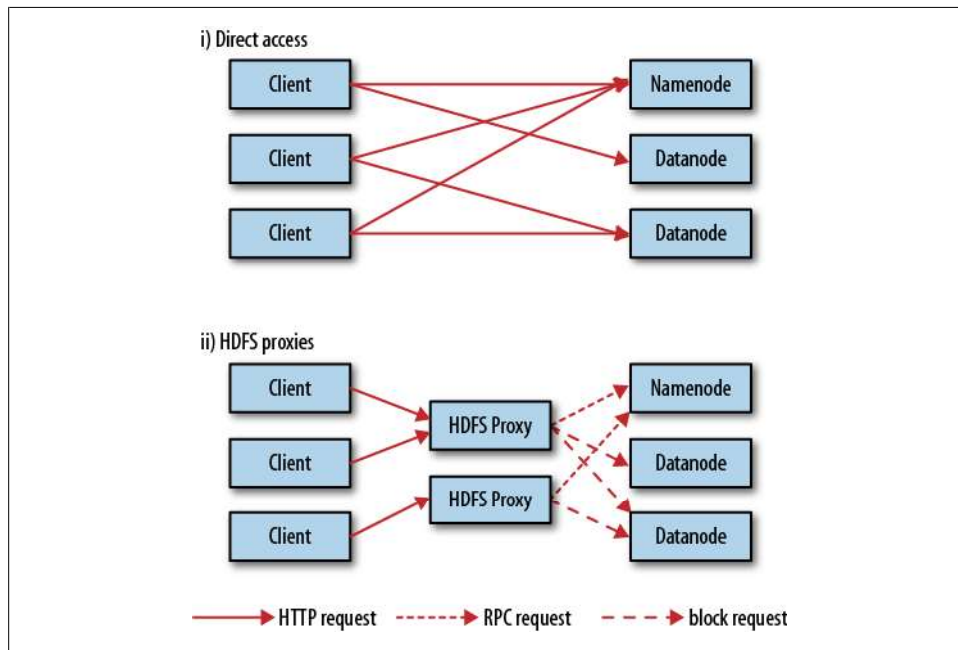 i) Direct access
Client
Namenode
Client
Datanode
Client
Datanode
ii) HDFS proxies
Client
Namenode
HDFS Proxy
Client
Datanode
HDFS Proxy
Client
Datanode
HTTP request
RPC request
block request